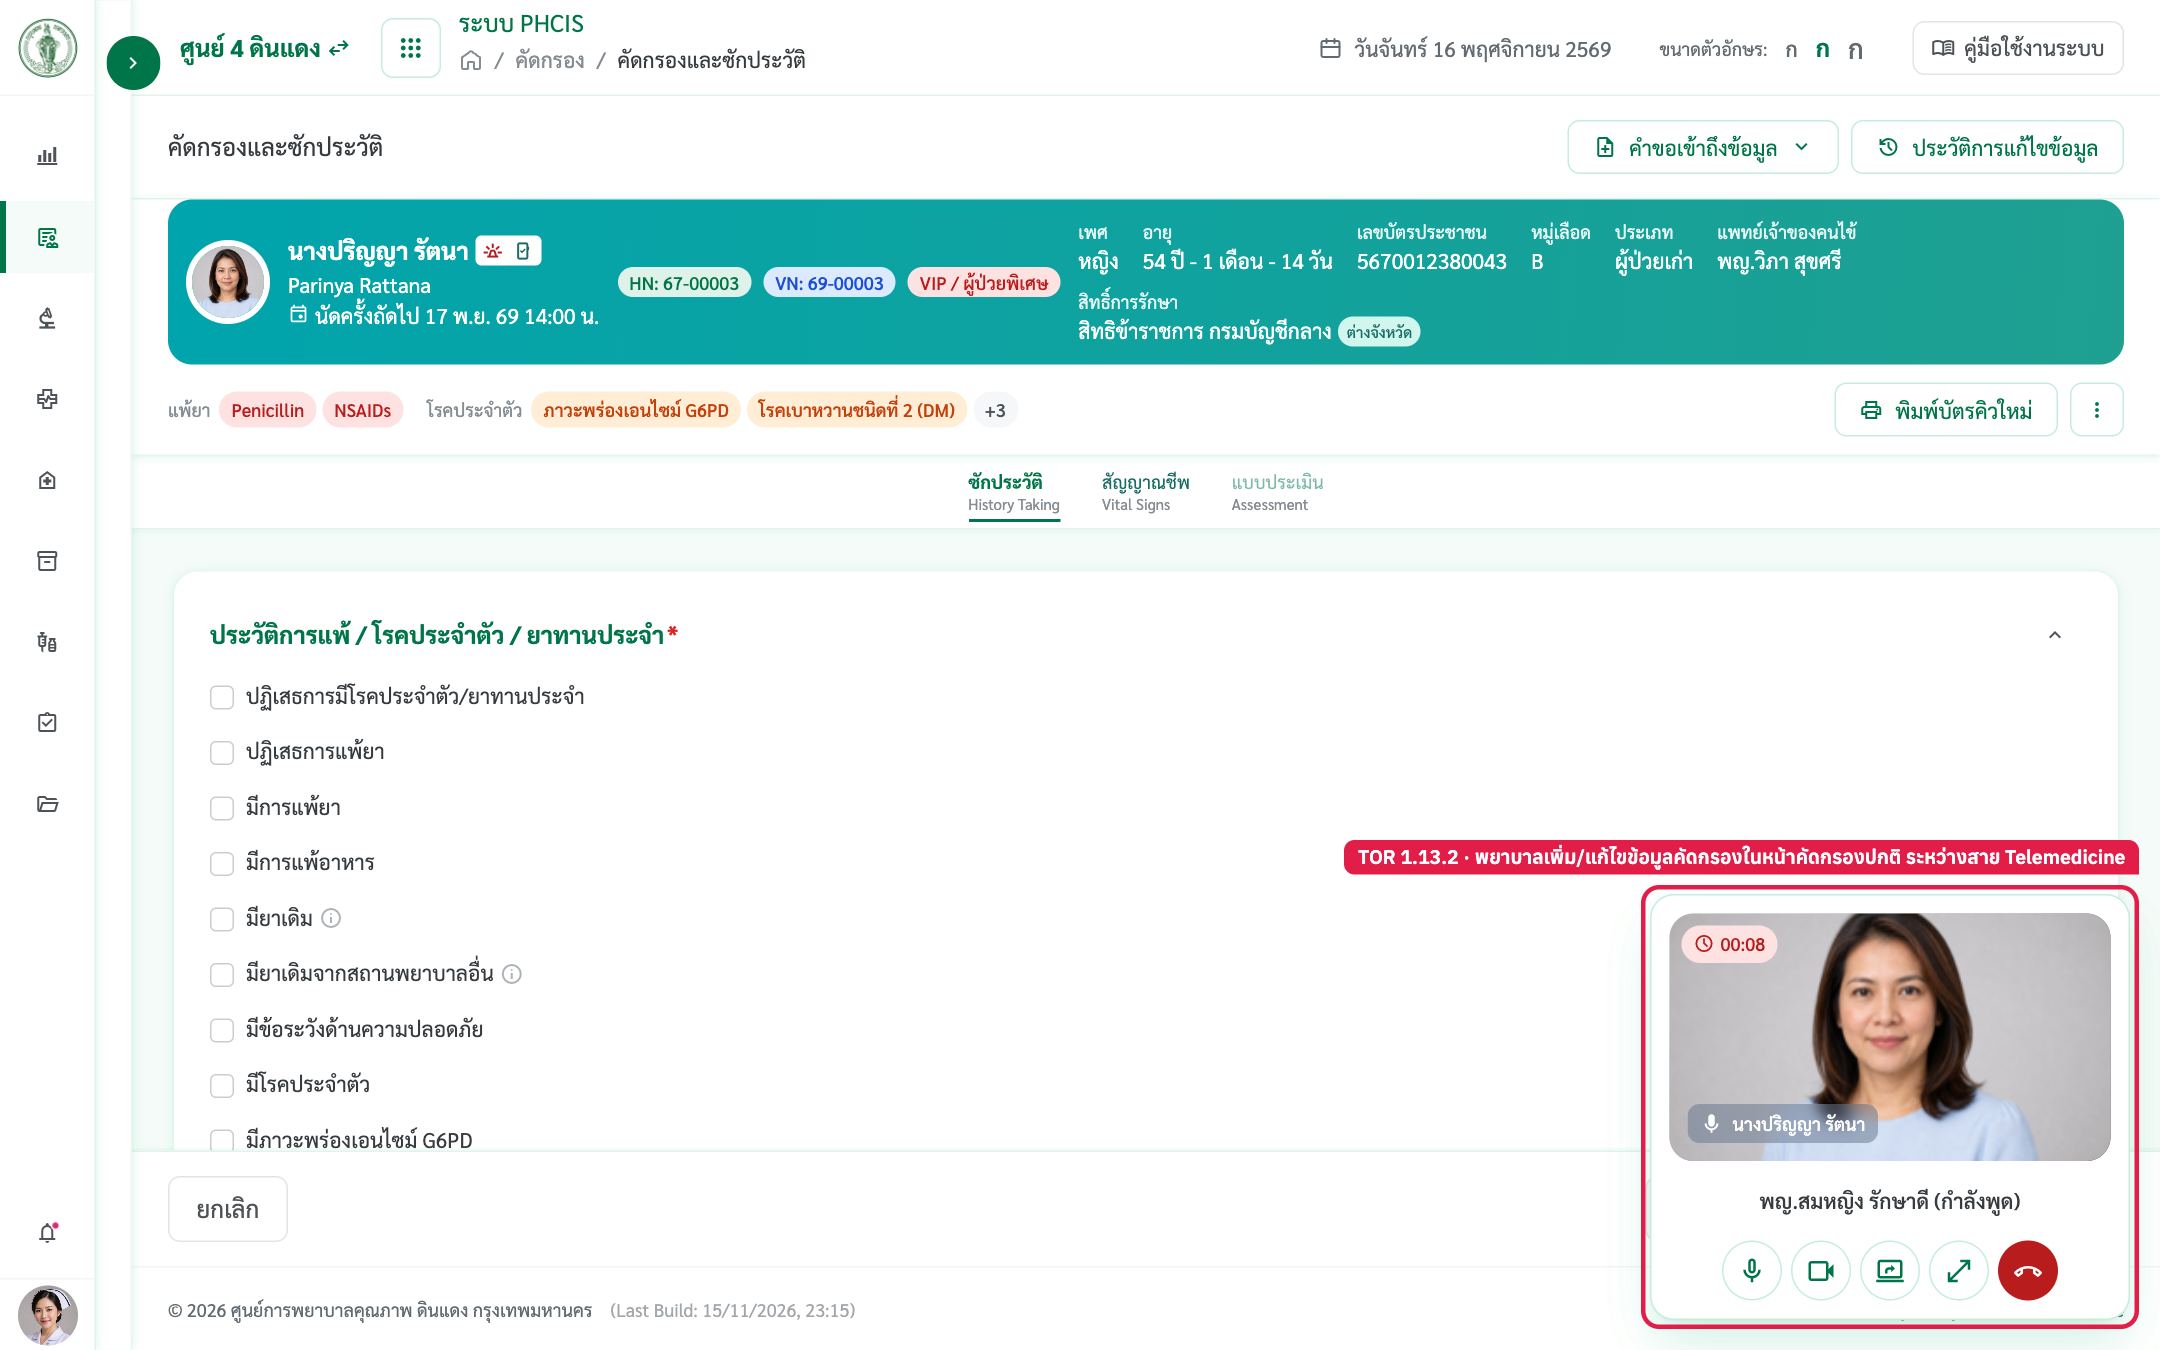 ศูนย์ 4 ดินแดง
ระบบ PHCIS
/ คัดกรอง / คัดกรองและซักประวัติ
วันจันทร์ 16 พฤศจิกายน 2569
ขนาดตัวอักษร: ก ก ก
คู่มือใช้งานระบบ
คัดกรองและซักประวัติ
คำขอเข้าถึงข้อมูล
ประวัติการแก้ไขข้อมูล
นางปริญญา รัตนา
Parinya Rattana
นัดครั้งถัดไป 17 พ.ย. 69 14:00 น.
HN: 67-00003
VN: 69-00003
VIP / ผู้ป่วยพิเศษ
เพศ
หญิง
อายุ
54 ปี - 1 เดือน - 14 วัน
เลขบัตรประชาชน
5670012380043
หมู่เลือด
B
ประเภท
ผู้ป่วยเก่า
แพทย์เจ้าของคนไข้
พญ.วิภา สุขศรี
สิทธิ์การรักษา
สิทธิข้าราชการ กรมบัญชีกลาง ต่างจังหวัด
แพ้ยา Penicillin NSAIDs โรคประจำตัว ภาวะพร่องเอนไซม์ G6PD โรคเบาหวานชนิดที่ 2 (DM) +3
พิมพ์บัตรคิวใหม่
ซักประวัติ
History Taking
สัญญาณชีพ
Vital Signs
แบบประเมิน
Assessment
ประวัติการแพ้ / โรคประจำตัว / ยาทานประจำ*
ปฏิเสธการมีโรคประจำตัว/ยาทานประจำ
ปฏิเสธการแพ้ยา
มีการแพ้ยา
มีการแพ้อาหาร
มียาเดิม
มียาเดิมจากสถานพยาบาลอื่น
มีข้อระวังด้านความปลอดภัย
มีโรคประจำตัว
มีภาวะพร่องเอนไซม์ G6PD
TOR 1.13.2 · พยาบาลเพิ่ม/แก้ไขข้อมูลคัดกรองในหน้าคัดกรองปกติ ระหว่างสาย Telemedicine
00:08
นางปริญญา รัตนา
พญ.สมหญิง รักษาดี (กำลังพูด)
ยกเลิก
© 2026 ศูนย์การพยาบาลคุณภาพ ดินแดง กรุงเทพมหานคร (Last Build: 15/11/2026, 23:15)